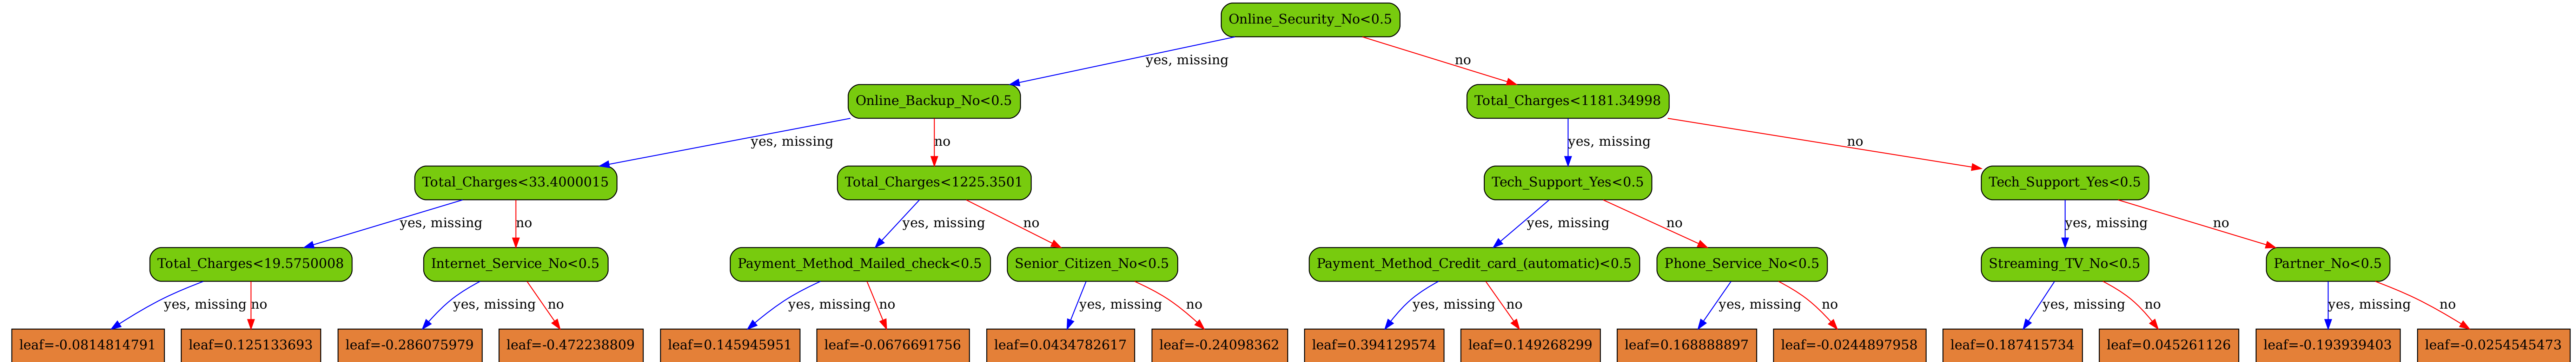 Online_Security_No<0.5
yes, missing
no
Online_Backup_No<0.5
Total_Charges<1181.34998
yes, missing
no
yes, missing
no
Total_Charges<33.4000015
Total_Charges<1225.3501
Tech_Support_Yes<0.5
Tech_Support_Yes<0.5
yes, missing
no
yes, missing
no
yes, missing
no
yes, missing
no
Total_Charges<19.5750008
Internet_Service_No<0.5
Payment_Method_Mailed_check<0.5
Senior_Citizen_No<0.5
Payment_Method_Credit_card_(automatic)<0.5
Phone_Service_No<0.5
Streaming_TV_No<0.5
Partner_No<0.5
yes, missing
no
yes, missing
no
yes, missing
no
yes, missing
no
yes, missing
no
yes, missing
no
yes, missing
no
yes, missing
no
leaf=-0.0814814791
leaf=0.125133693
leaf=-0.286075979
leaf=-0.472238809
leaf=0.145945951
leaf=-0.0676691756
leaf=0.0434782617
leaf=-0.24098362
leaf=0.394129574
leaf=0.149268299
leaf=0.168888897
leaf=-0.0244897958
leaf=0.187415734
leaf=0.045261126
leaf=-0.193939403
leaf=-0.0254545473